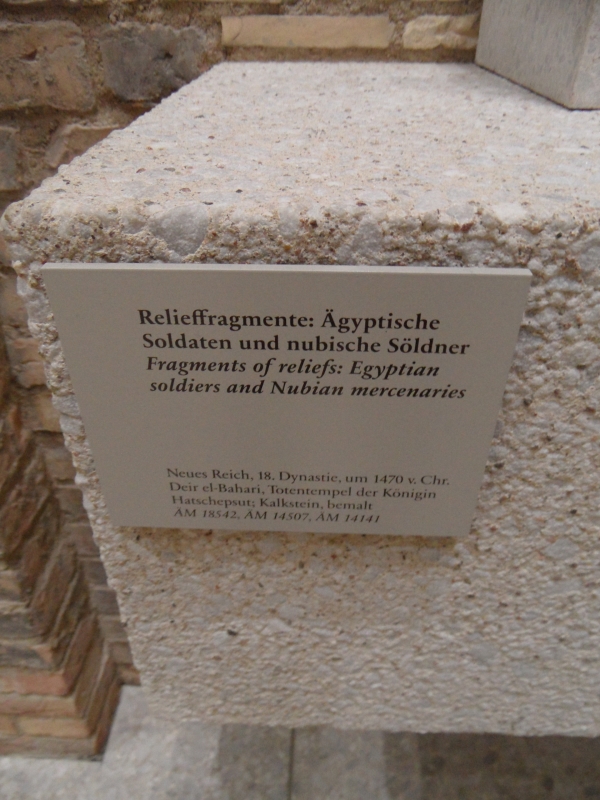 Relieffragmente: Ägyptische
Soldaten und nubische Söldner
Fragments of reliefs: Egyptian
soldiers and Nubian mercenaries
Neues Reich, 18. Dynastie, um 1470 v. Chr.
Deir el-Bahari, Totentempel der Königin
Hatschepsut; Kalkstein, bemalt
ÄM 18542, ÄM 14507, ÄM 14141